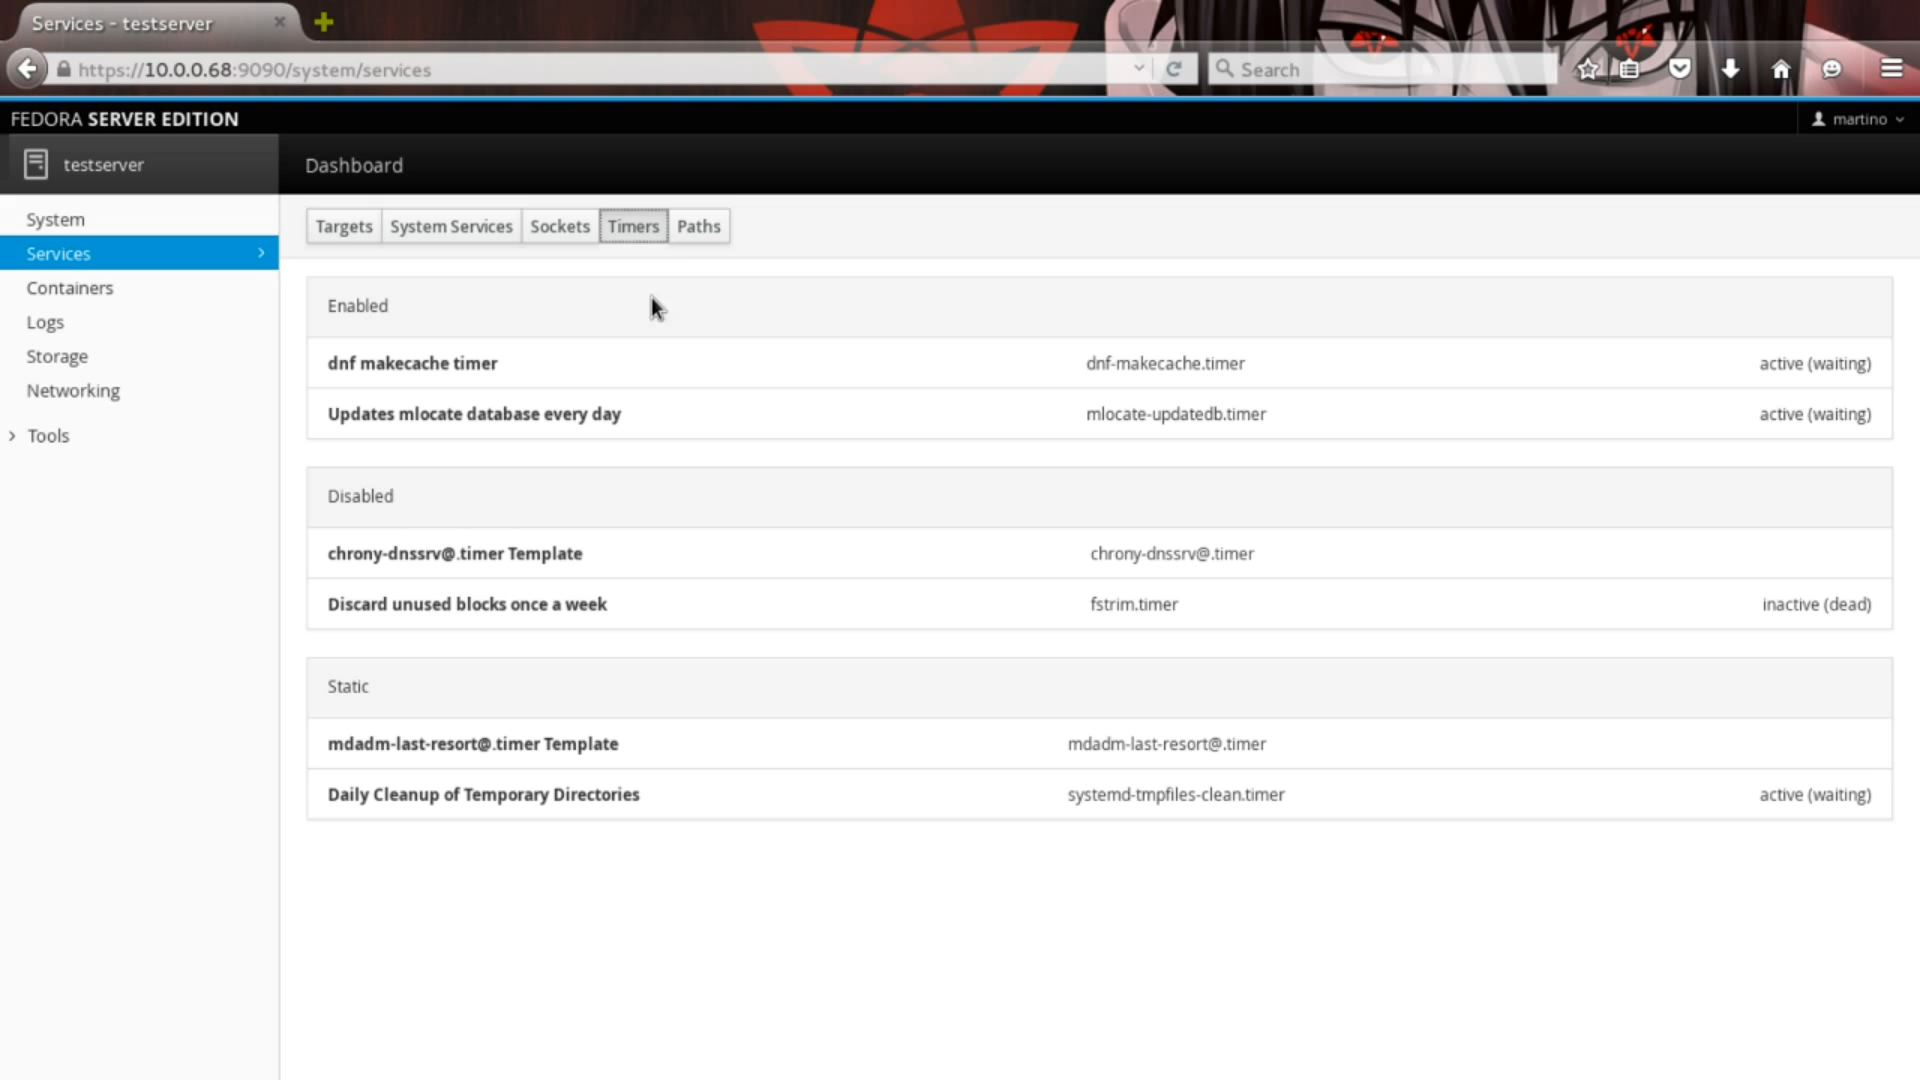 Services - testserver
https://10.0.0.68:9090/system/services
Search
FEDORA SERVER EDITION
martino
testserver
Dashboard
System
Services
Containers
Logs
Storage
Networking
Tools
Targets
System Services
Sockets
Timers
Paths
Enabled
dnf makecache timer dnf-makecache.timer active (waiting)
Updates mlocate database every day mlocate-updatedb.timer active (waiting)
Disabled
chrony-dnssrv@.timer Template chrony-dnssrv@.timer
Discard unused blocks once a week fstrim.timer inactive (dead)
Static
mdadm-last-resort@.timer Template mdadm-last-resort@.timer
Daily Cleanup of Temporary Directories systemd-tmpfiles-clean.timer active (waiting)